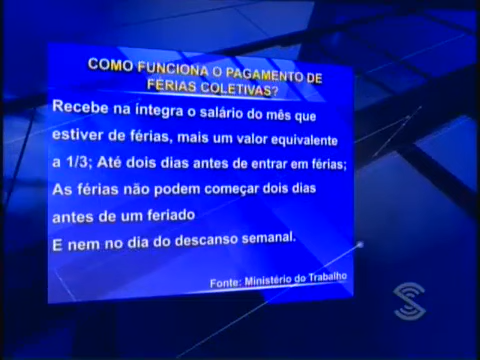 COMO FUNCIONA O PAGAMENTO DE
FÉRIAS COLETIVAS?
Recebe na íntegra o salário do mês que
estiver de férias, mais um valor equivalente
a 1/3; Até dois dias antes de entrar em férias;
As férias não podem começar dois dias
antes de um feriado
E nem no dia do descanso semanal.
Fonte: Ministério do Trabalho